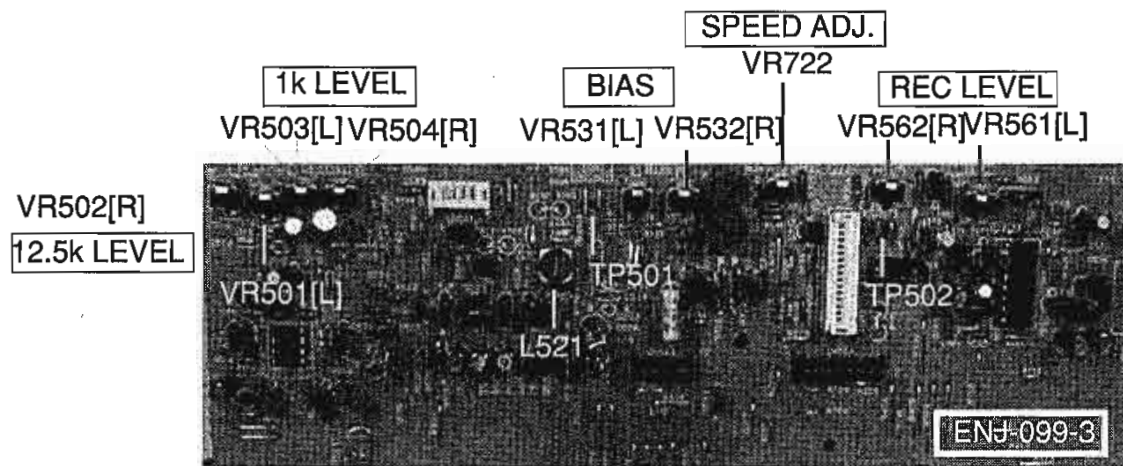 SPEED ADJ.
VR722
1k LEVEL
BIAS
REC LEVEL
VR503[L] VR504[R]
VR531[L] VR532[R]
VR562[R] VR561[L]
VR502[R]
12.5k LEVEL
VR501[L]
TP501
TP502
L521
ENJ-099-3